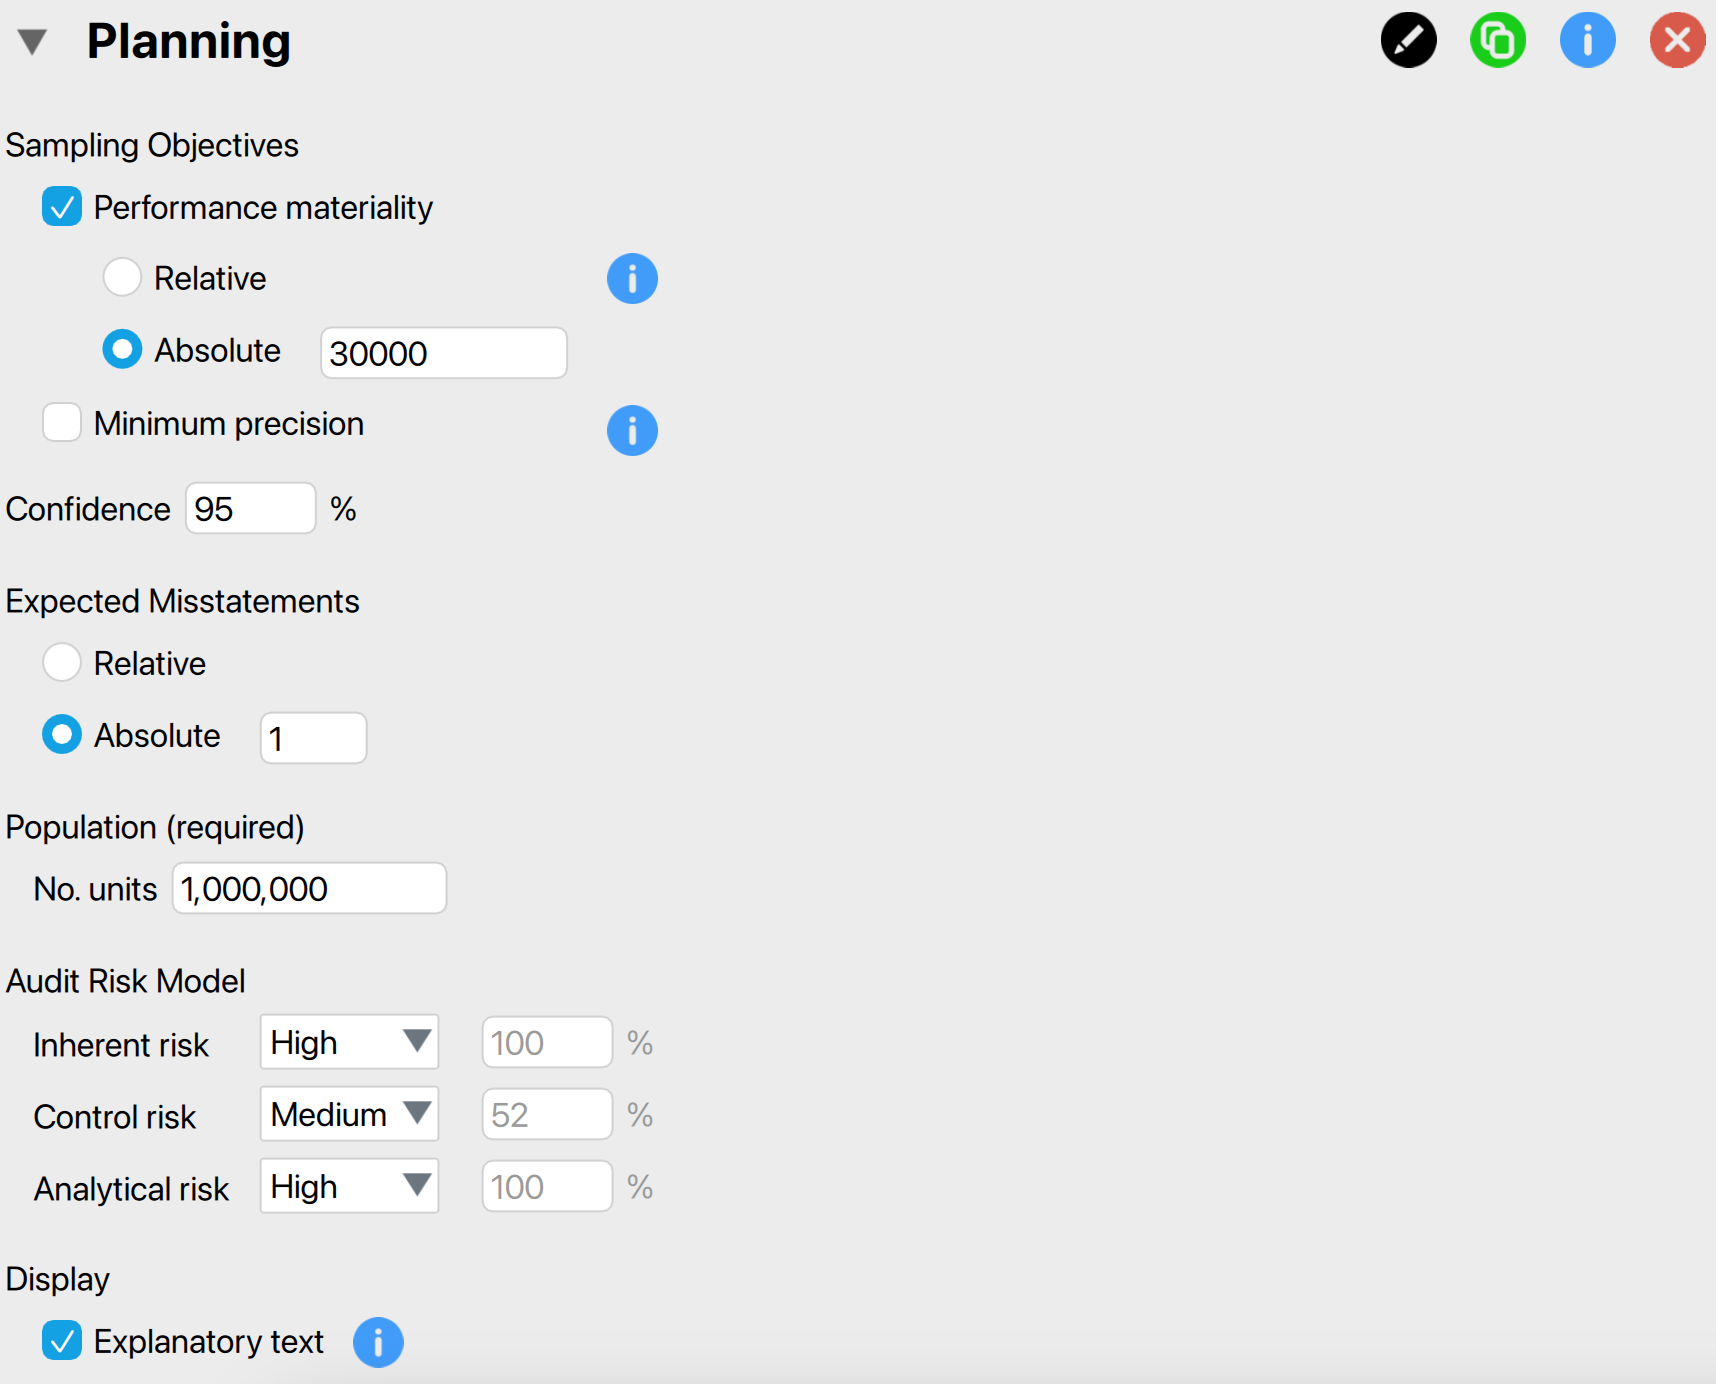 Planning
Sampling Objectives
Performance materiality
Relative
Absolute 30000
Minimum precision
Confidence 95 %
Expected Misstatements
Relative
Absolute 1
Population (required)
No. units 1,000,000
Audit Risk Model
Inherent risk High 100 %
Control risk Medium 52 %
Analytical risk High 100 %
Display
Explanatory text